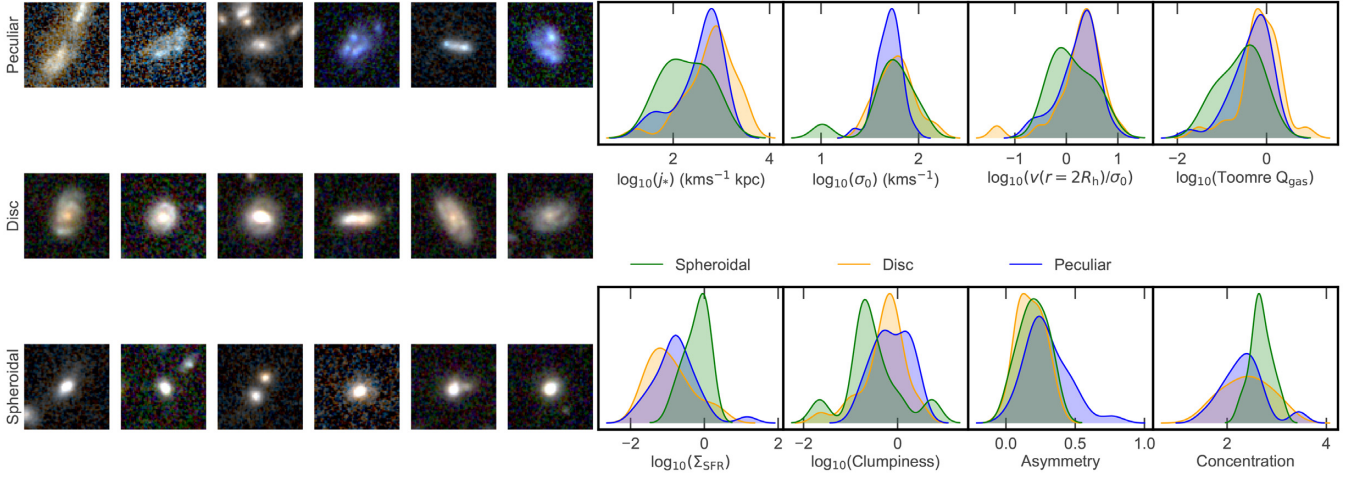 Peculiar
2 4
1 2
−1 0 1
−2 0
log₁₀(j∗) (kms⁻¹ kpc)
log₁₀(σ₀) (kms⁻¹)
log₁₀(v(r = 2Rₕ)/σ₀)
log₁₀(Toomre Q_gas)
Disc
Spheroidal Disc Peculiar
Spheroidal
−2 0 2
−2 0
0.0 0.5 1.0
2 4
log₁₀(Σ_SFR)
log₁₀(Clumpiness)
Asymmetry
Concentration